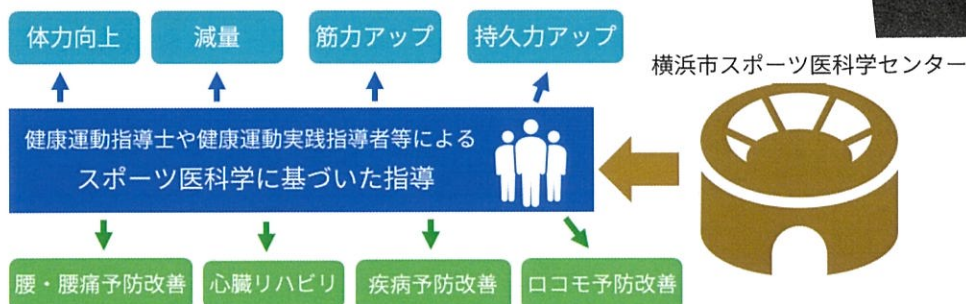 体力向上
減量
筋力アップ
持久力アップ
横浜市スポーツ医科学センター
健康運動指導士や健康運動実践指導者等による
スポーツ医科学に基づいた指導
腰・腰痛予防改善
心臓リハビリ
疾病予防改善
ロコモ予防改善